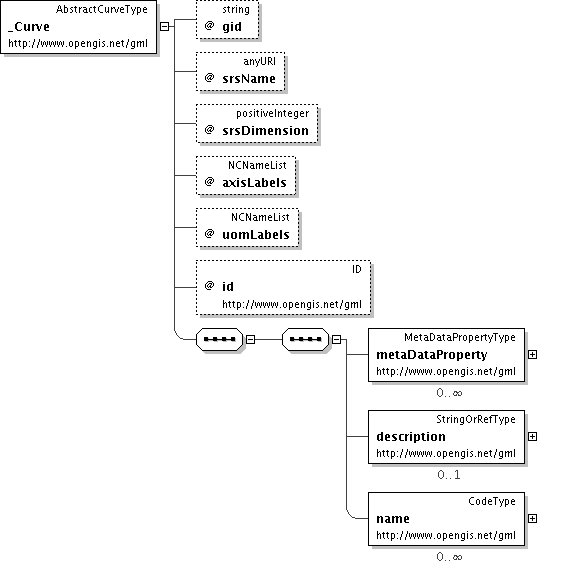 AbstractCurveType
_Curve
http://www.opengis.net/gml
string
@ gid
anyURI
@ srsName
positiveInteger
@ srsDimension
NCNameList
@ axisLabels
NCNameList
@ uomLabels
ID
@ id
http://www.opengis.net/gml
MetaDataPropertyType
metaDataProperty
http://www.opengis.net/gml
0..∞
StringOrRefType
description
http://www.opengis.net/gml
0..1
CodeType
name
http://www.opengis.net/gml
0..∞